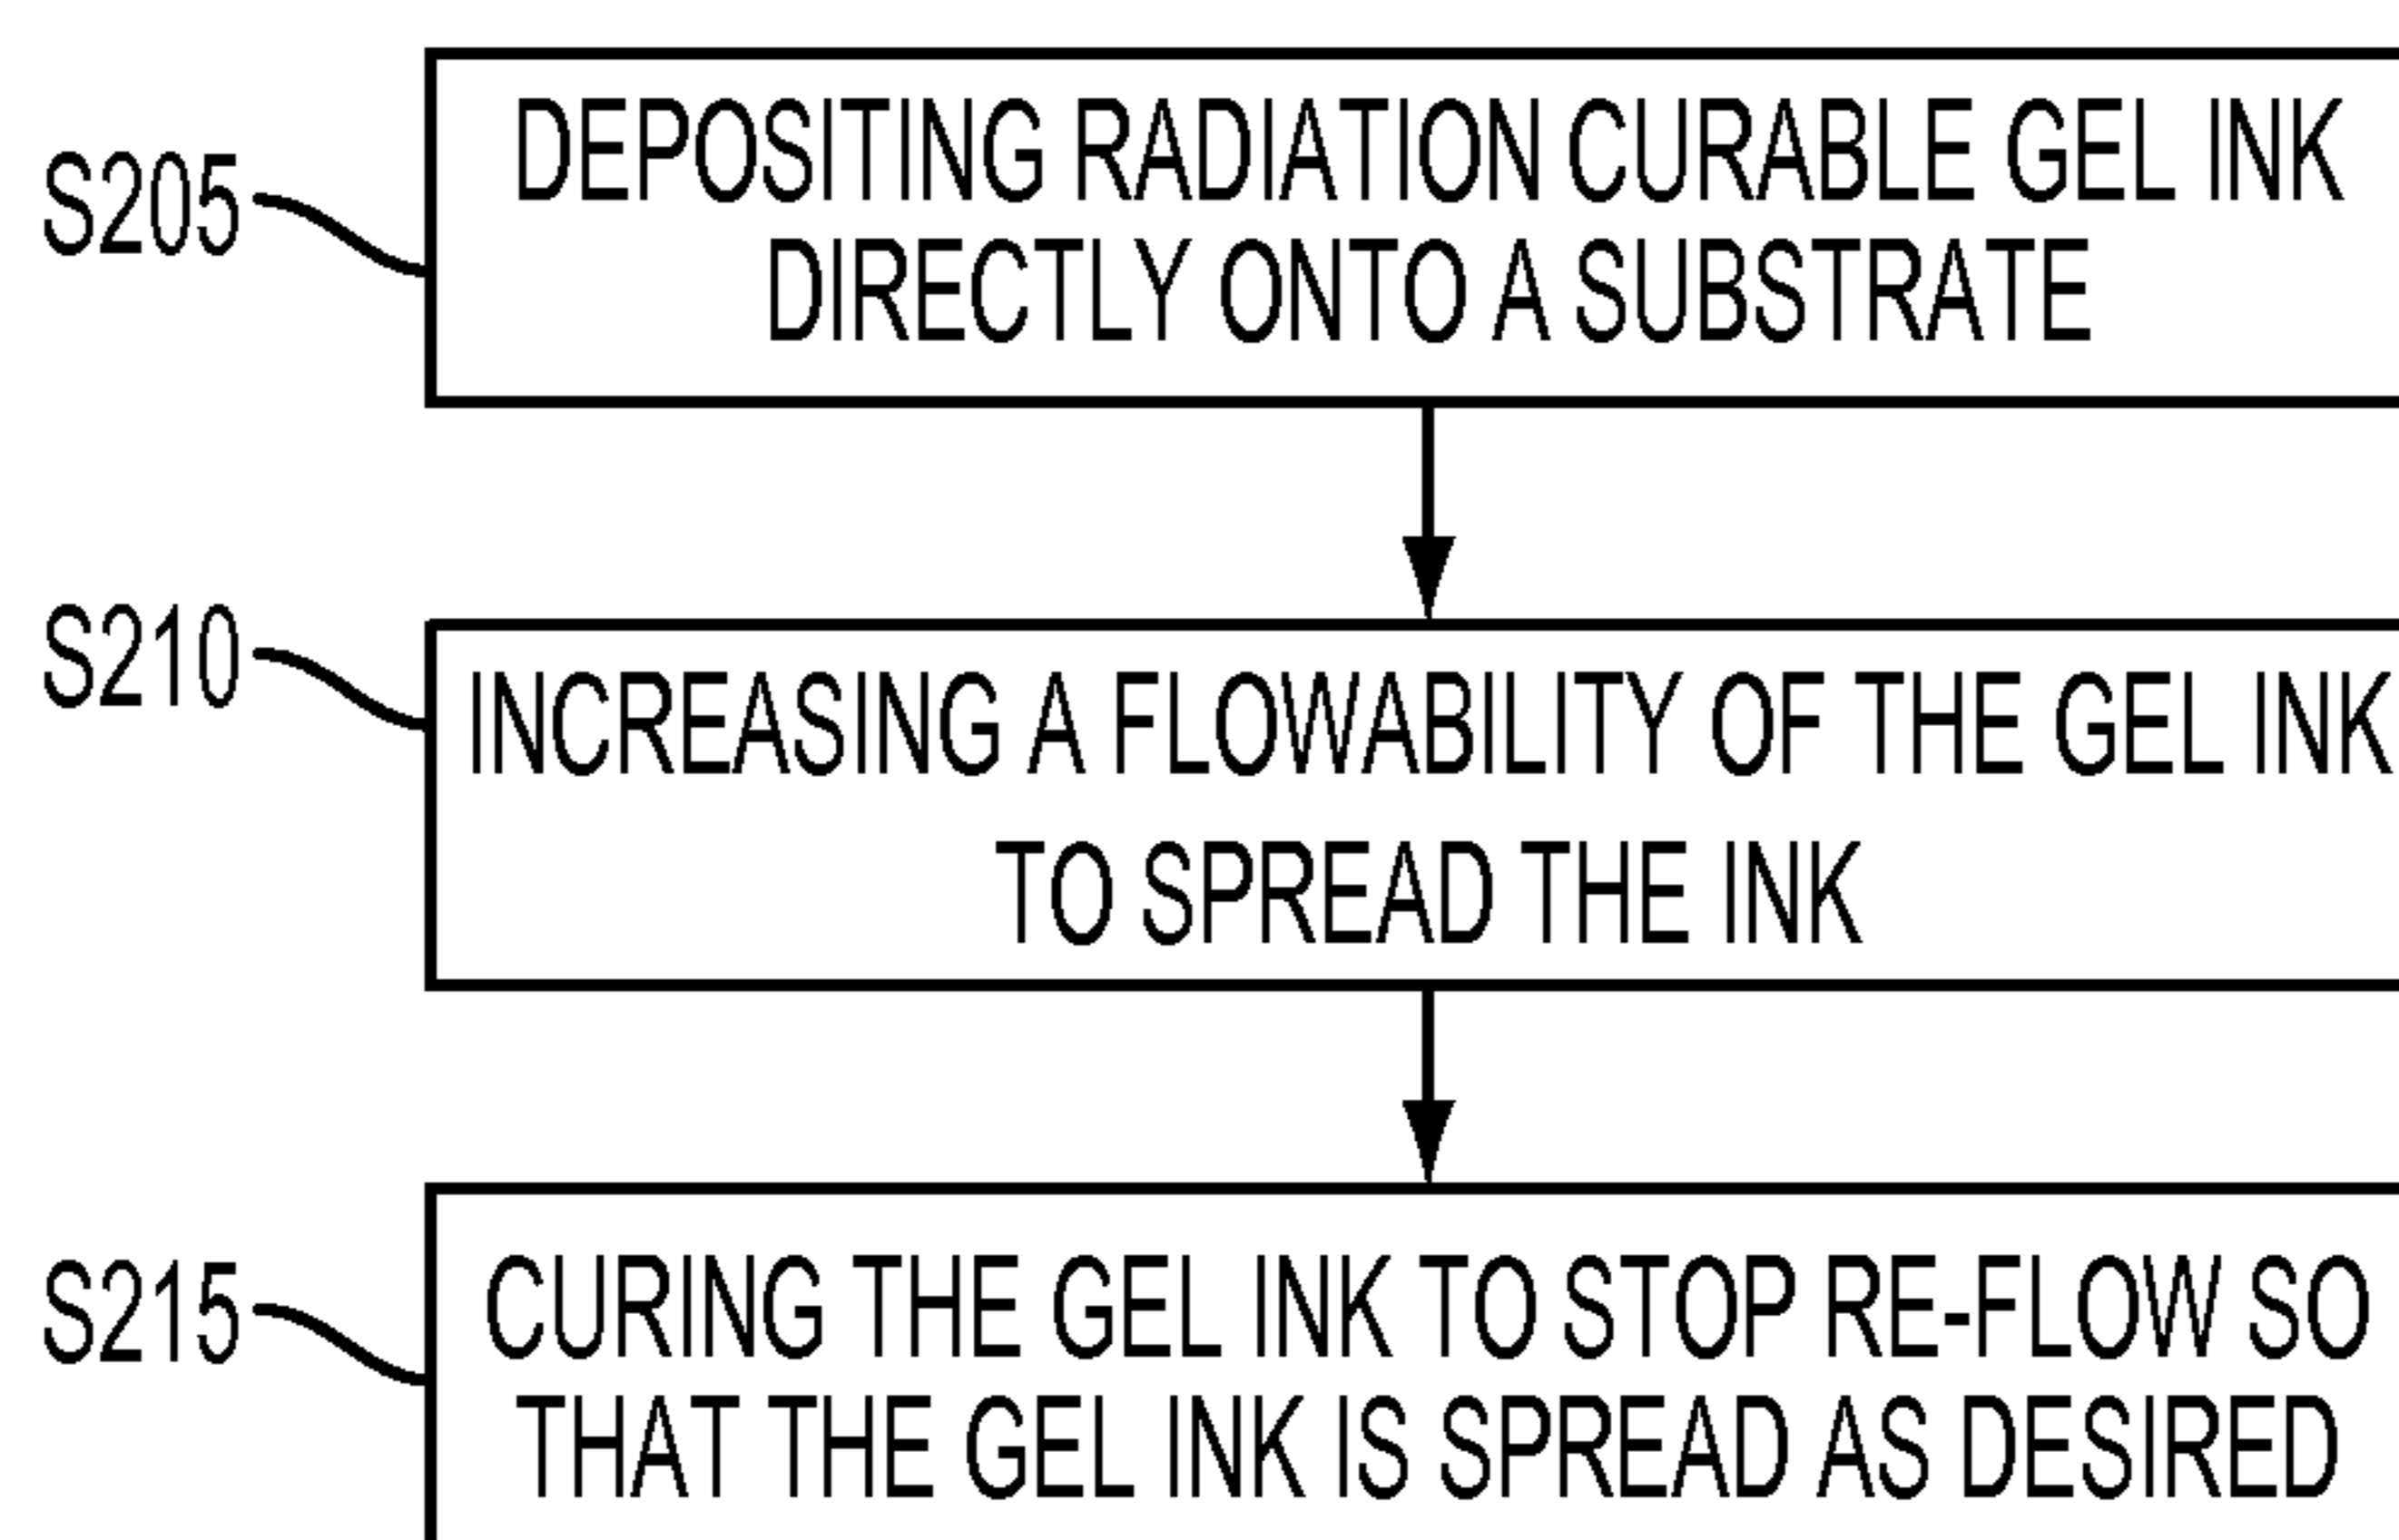 S205
DEPOSITING RADIATION CURABLE GEL INK
DIRECTLY ONTO A SUBSTRATE
S210
INCREASING A FLOWABILITY OF THE GEL INK
TO SPREAD THE INK
S215
CURING THE GEL INK TO STOP RE-FLOW SO
THAT THE GEL INK IS SPREAD AS DESIRED